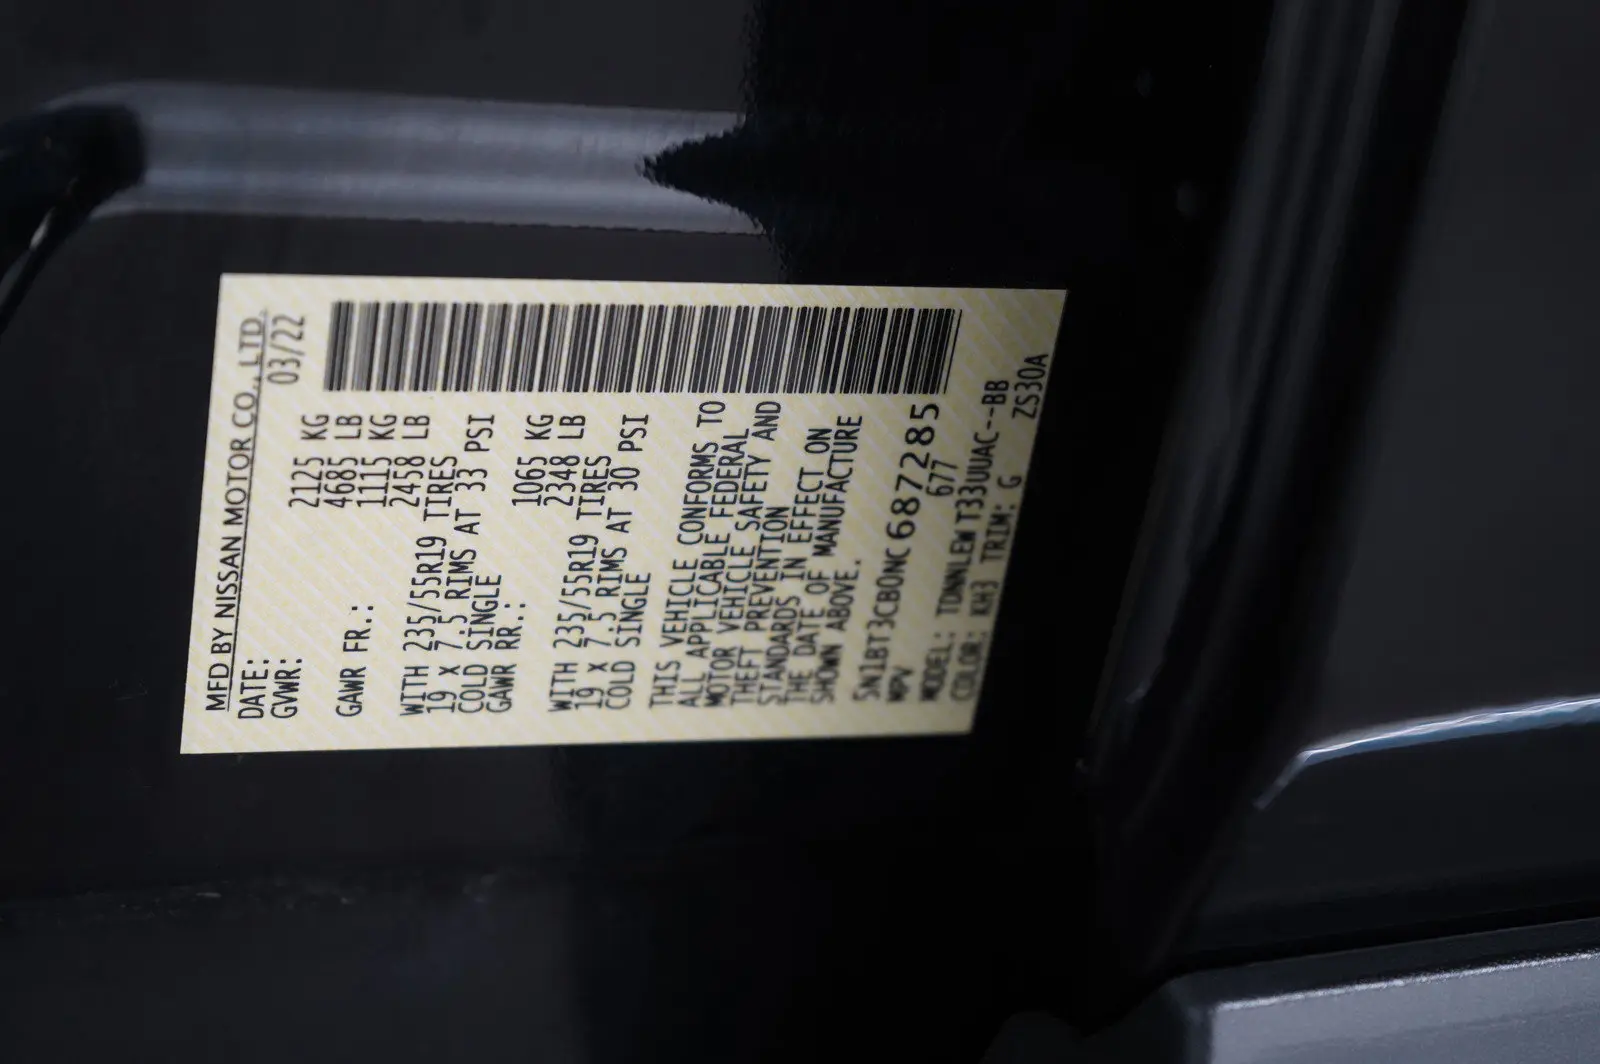 MFD BY NISSAN MOTOR CO., LTD.
DATE: 03/22
GVWR: 2125 KG
4685 LB
GAWR FR.: 1115 KG
2458 LB
WITH 235/55R19 TIRES
19 X 7.5 RIMS AT 33 PSI
COLD SINGLE
GAWR RR.: 1065 KG
2348 LB
WITH 235/55R19 TIRES
19 X 7.5 RIMS AT 30 PSI
COLD SINGLE
THIS VEHICLE CONFORMS TO
ALL APPLICABLE FEDERAL
MOTOR VEHICLE SAFETY AND
THEFT PREVENTION
STANDARDS IN EFFECT ON
THE DATE OF MANUFACTURE
SHOWN ABOVE.
5N1BT3CB0NC687285
MPV 677
MODEL: TDNNLEWT33UUAC--BB
COLOR: KH3 TRIM: G ZS30A